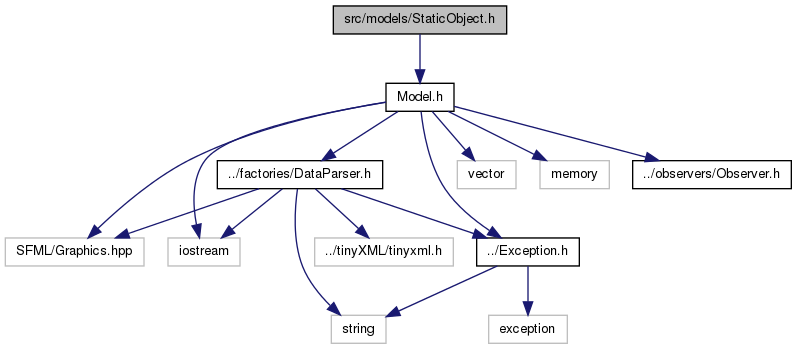 src/models/StaticObject.h
Model.h
../factories/DataParser.h
vector
memory
../observers/Observer.h
SFML/Graphics.hpp
iostream
../tinyXML/tinyxml.h
../Exception.h
string
exception